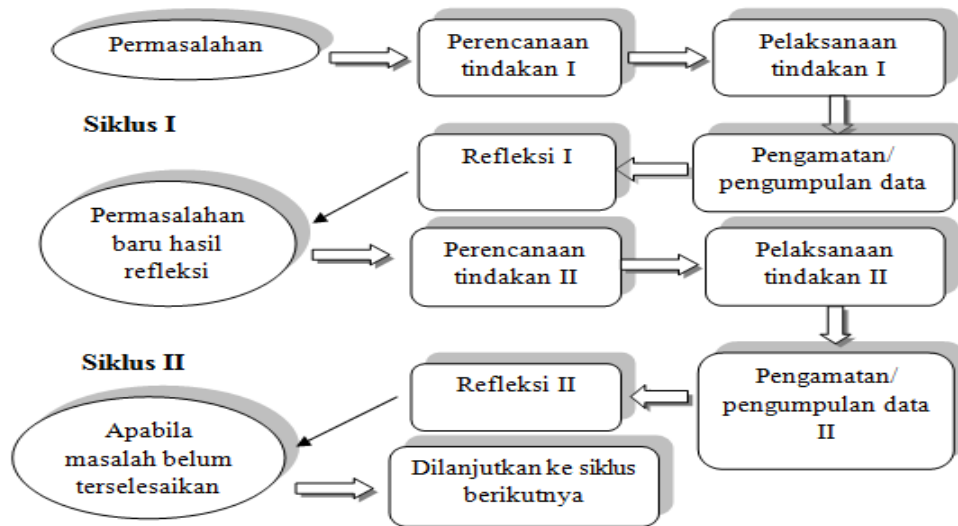 Permasalahan
Perencanaan
tindakan I
Pelaksanaan
tindakan I
Siklus I
Refleksi I
Pengamatan/
pengumpulan data
Permasalahan
baru hasil
refleksi
Perencanaan
tindakan II
Pelaksanaan
tindakan II
Siklus II
Refleksi II
Pengamatan/
pengumpulan data
II
Apabila
masalah belum
terselesaikan
Dilanjutkan ke siklus
berikutnya